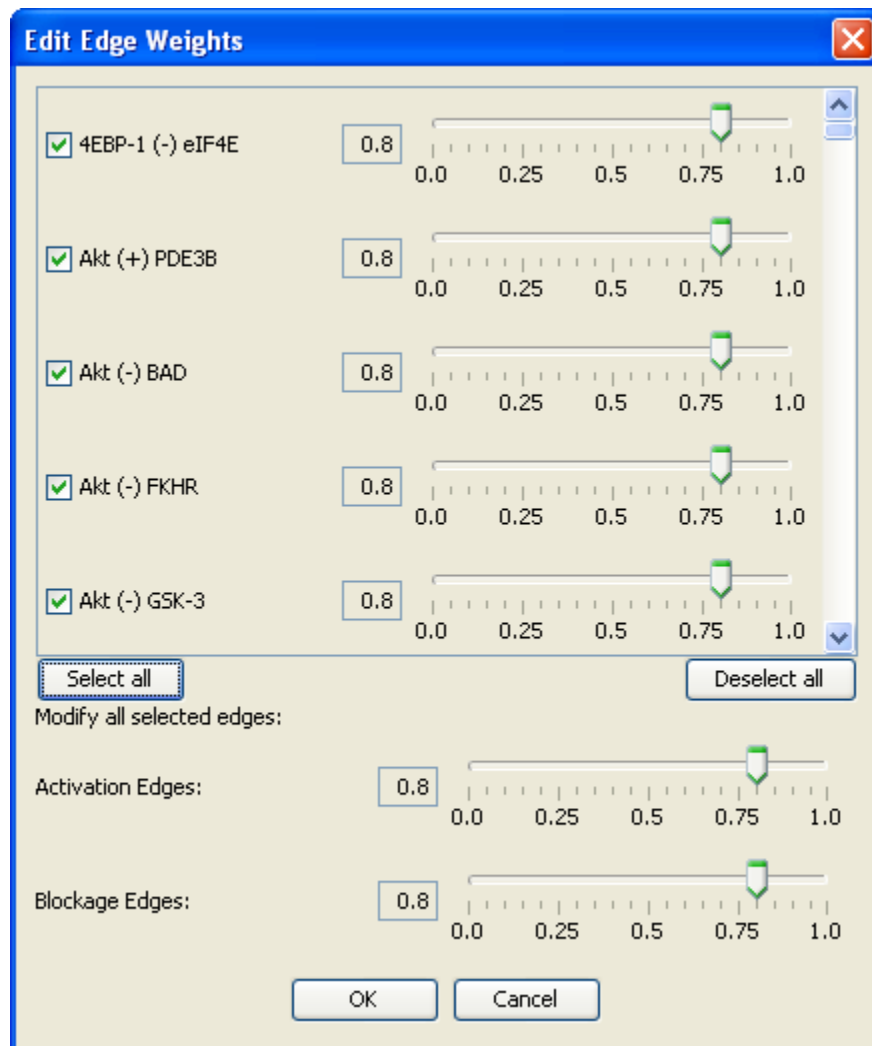 Edit Edge Weights
4EBP-1 (-) eIF4E 0.8
0.0 0.25 0.5 0.75 1.0
Akt (+) PDE3B 0.8
0.0 0.25 0.5 0.75 1.0
Akt (-) BAD 0.8
0.0 0.25 0.5 0.75 1.0
Akt (-) FKHR 0.8
0.0 0.25 0.5 0.75 1.0
Akt (-) GSK-3 0.8
0.0 0.25 0.5 0.75 1.0
Select all Deselect all
Modify all selected edges:
Activation Edges: 0.8
0.0 0.25 0.5 0.75 1.0
Blockage Edges: 0.8
0.0 0.25 0.5 0.75 1.0
OK Cancel